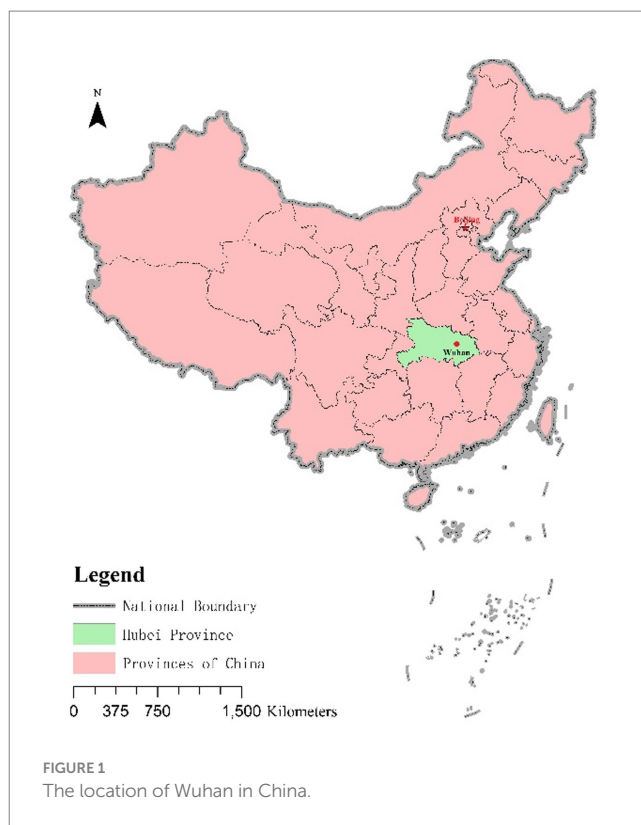 N
Beijing
Wuhan
Legend
National Boundary
Hubei Province
Provinces of China
0 375 750 1,500 Kilometers
FIGURE 1
The location of Wuhan in China.